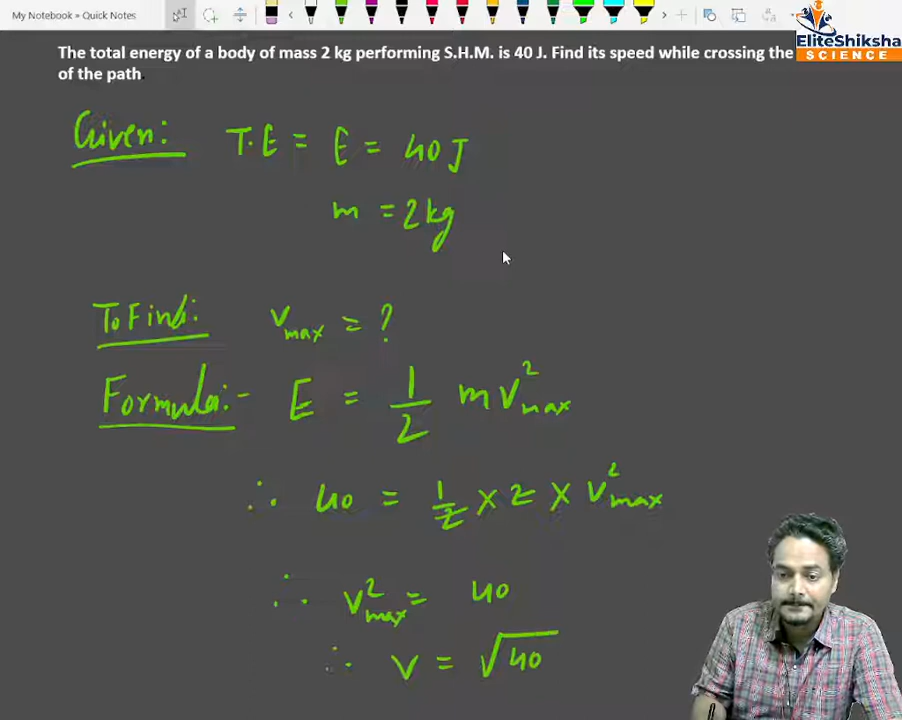 My Notebook » Quick Notes
EliteShiksha
SCIENCE
The total energy of a body of mass 2 kg performing S.H.M. is 40 J. Find its speed while crossing the
of the path
Given: T.E = E = 40 J
m = 2 kg
To Find: v max = ?
Formula:- E = 1/2 m v²max
∴ 40 = 1/2 × 2 × v²max
∴ v²max = 40
∴ v = √40